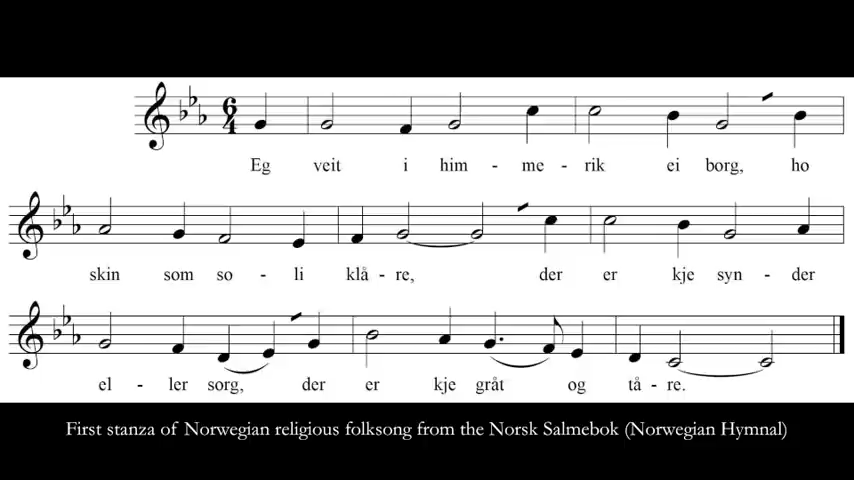 6
4
Eg veit i him - me - rik ei borg, ho
skin som so - li klå - re, der er kje syn - der
el - ler sorg, der er kje gråt og tå - re.
First stanza of Norwegian religious folksong from the Norsk Salmebok (Norwegian Hymnal)